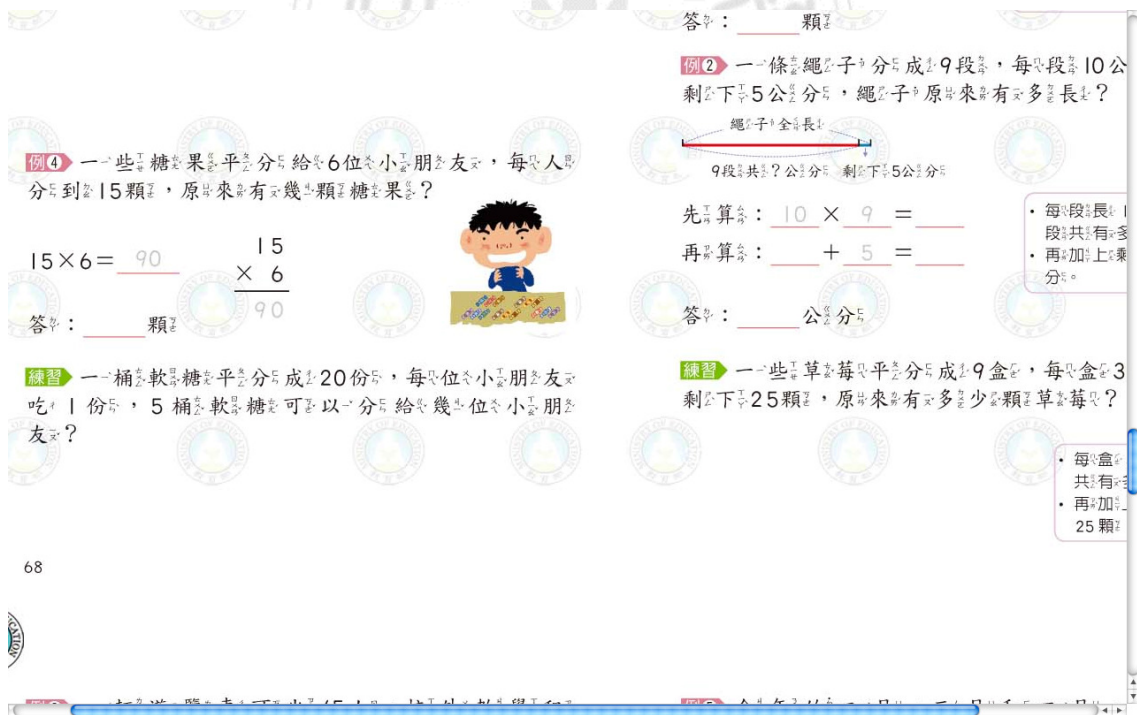 例4 一些糖果平分給6位小朋友，每人
分到15顆，原來有幾顆糖果？
15×6= 90
15
× 6
90
答： 顆
練習 一桶軟糖平分成20份，每位小朋友
吃1份，5桶軟糖可以分給幾位小朋
友？
68
答： 顆
例2 一條繩子分成9段，每段10公
剩下5公分，繩子原來有多長？
繩子全長
9段共？公分 剩下5公分
先算： 10 × 9 =
再算： + 5 =
答： 公分
• 每段長
段共有多
• 再加上剩
分。
練習 一些草莓平分成9盒，每盒3
剩下25顆，原來有多少顆草莓？
• 每盒
共有多
• 再加上
25顆